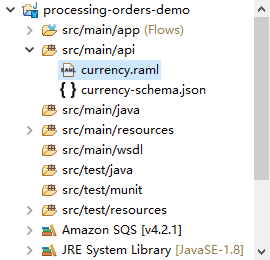 processing-orders-demo
src/main/app (Flows)
src/main/api
RAML currency.raml
{ } currency-schema.json
src/main/java
src/main/resources
src/main/wsdl
src/test/java
src/test/munit
src/test/resources
Amazon SQS [v4.2.1]
JRE System Library [JavaSE-1.8]